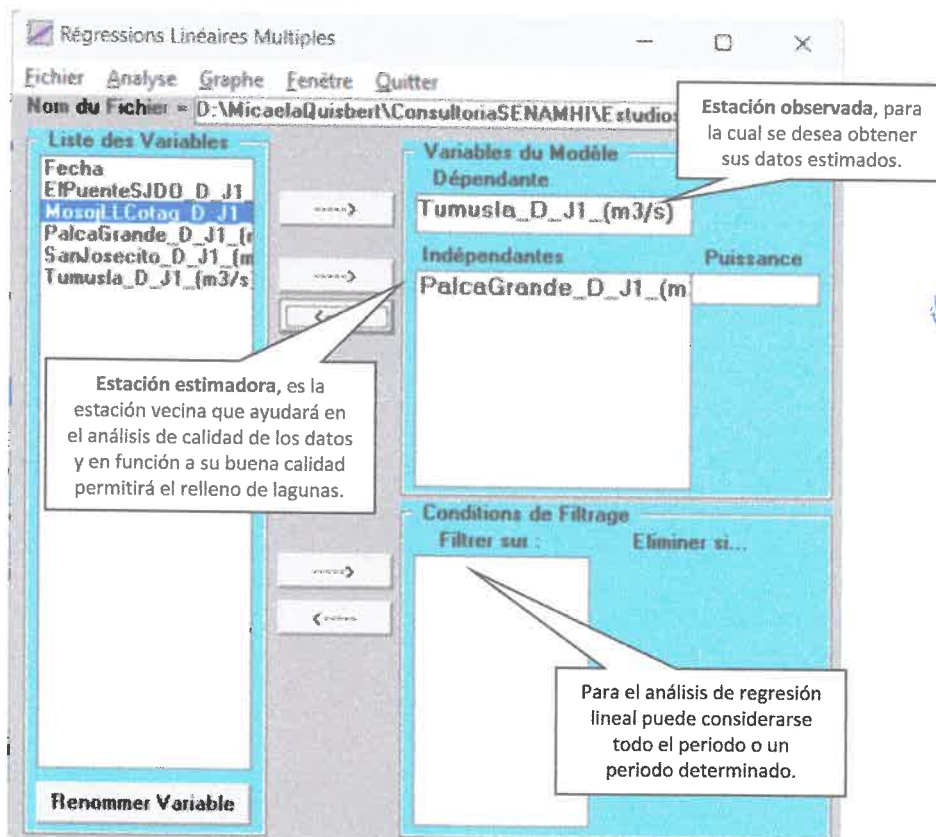 Régressions Linéaires Multiples
Fichier Analyse Graphe Fenêtre Quitter
Nom du Fichier = D:\MicaelaQuisbert\ConsultoriaSENAMHI\Estudios
Estación observada, para
la cual se desea obtener
sus datos estimados.
Liste des Variables
Fecha
ElPuenteSJDO_D_J1_
MosojLLCotag_D_J1
PalcaGrande_D_J1_(r
SanJosecito_D_J1_(m
Tumusla_D_J1_(m3/s
----->
----->
<-----
Variables du Modèle
Dépendante
Tumusla_D_J1_(m3/s)
Indépendantes
Puissance
PalcaGrande_D_J1_(m
Estación estimadora, es la
estación vecina que ayudará en
el análisis de calidad de los datos
y en función a su buena calidad
permitirá el relleno de lagunas.
Conditions de Filtrage
Filtrer sur :
Eliminer si...
----->
<-----
Para el análisis de regresión
lineal puede considerarse
todo el periodo o un
periodo determinado.
Renommer Variable